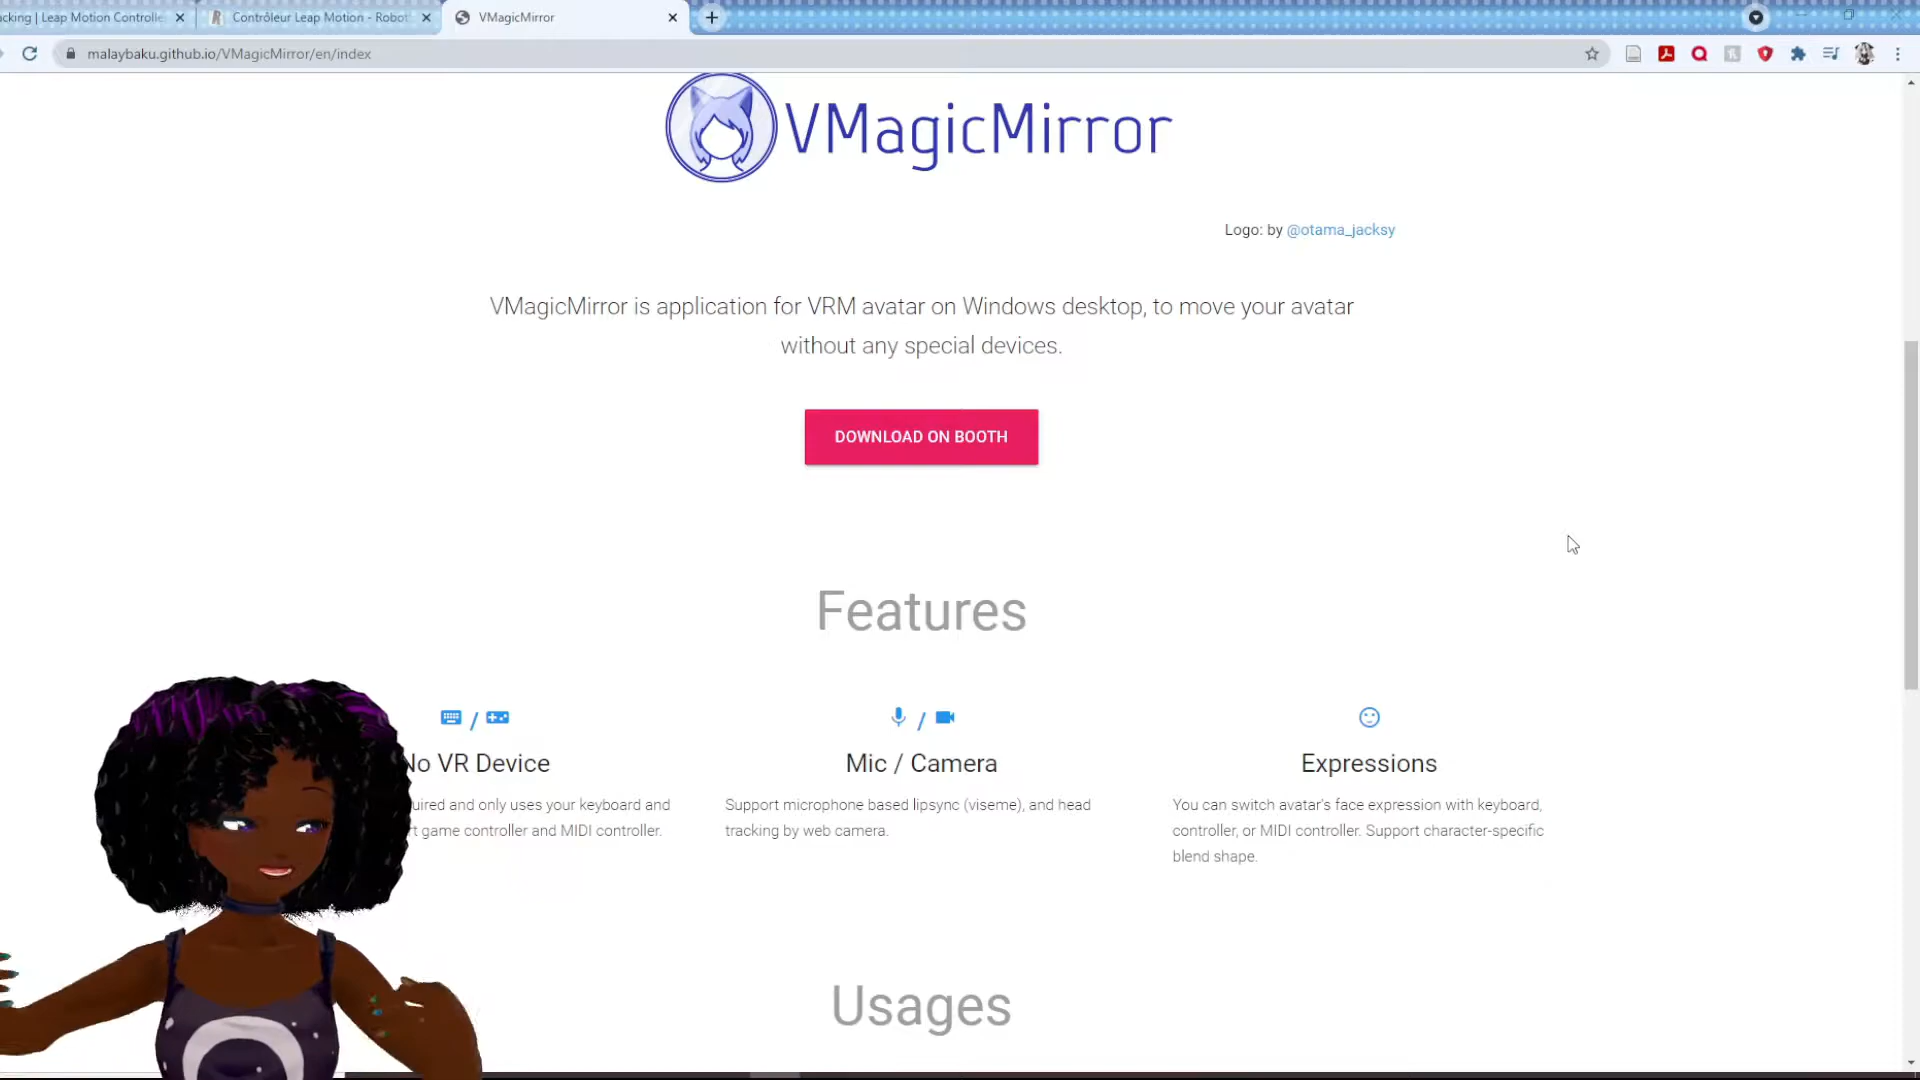 acking | Leap Motion Controlle
Contrôleur Leap Motion - Robot
VMagicMirror
malaybaku.github.io/VMagicMirror/en/index
VMagicMirror
Logo: by @otama_jacksy
VMagicMirror is application for VRM avatar on Windows desktop, to move your avatar
without any special devices.
DOWNLOAD ON BOOTH
Features
No VR Device
uired and only uses your keyboard and
rt game controller and MIDI controller.
Mic / Camera
Support microphone based lipsync (viseme), and head
tracking by web camera.
Expressions
You can switch avatar's face expression with keyboard,
controller, or MIDI controller. Support character-specific
blend shape.
Usages